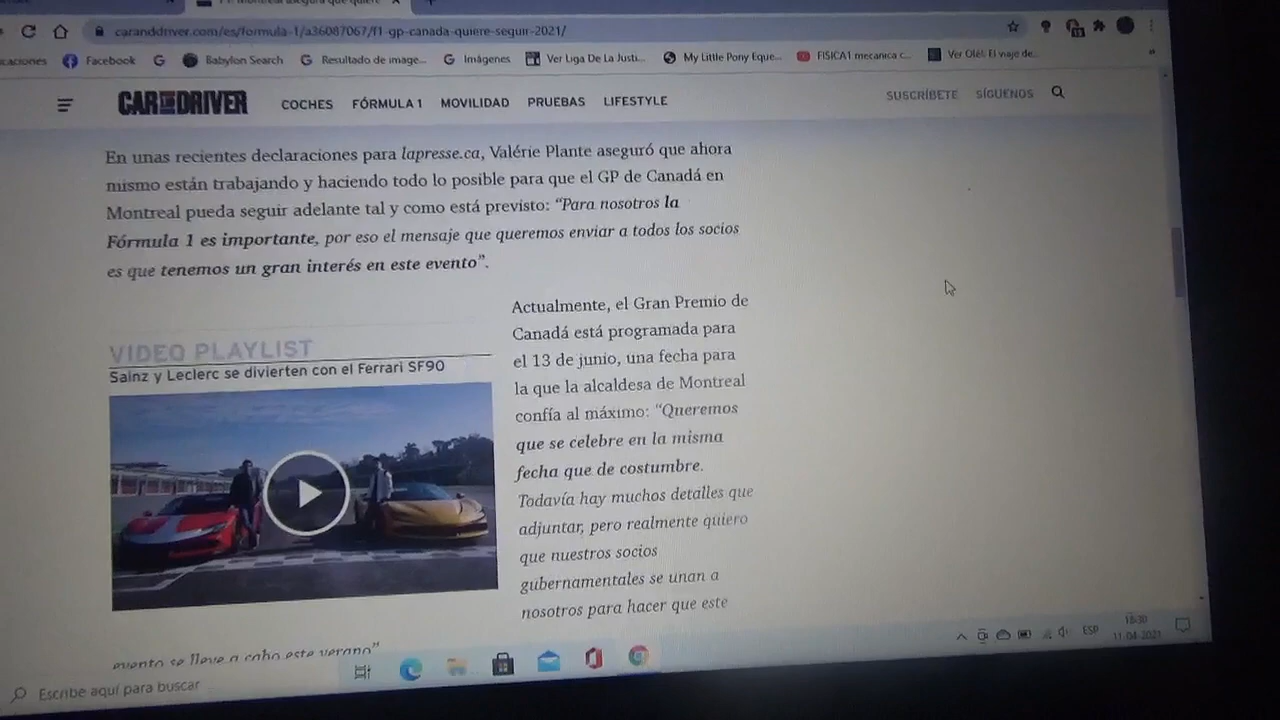 caranddriver.com/es/formula-1/a36087067/f1-gp-canada-quiere-seguir-2021/
Facebook
Babylon Search
Resultado de image...
Imágenes
Ver Liga De La Justi...
My Little Pony Eque...
FISICA1 mecanica c...
Ver Olé!: El viaje de...
CAR AND DRIVER
COCHES FÓRMULA 1 MOVILIDAD PRUEBAS LIFESTYLE
SUSCRÍBETE SÍGUENOS
En unas recientes declaraciones para lapresse.ca, Valérie Plante aseguró que ahora
mismo están trabajando y haciendo todo lo posible para que el GP de Canadá en
Montreal pueda seguir adelante tal y como está previsto: “Para nosotros la
Fórmula 1 es importante, por eso el mensaje que queremos enviar a todos los socios
es que tenemos un gran interés en este evento”.
VIDEO PLAYLIST
Sainz y Leclerc se divierten con el Ferrari SF90
Actualmente, el Gran Premio de
Canadá está programada para
el 13 de junio, una fecha para
la que la alcaldesa de Montreal
confía al máximo: “Queremos
que se celebre en la misma
fecha que de costumbre.
Todavía hay muchos detalles que
adjuntar, pero realmente quiero
que nuestros socios
gubernamentales se unan a
nosotros para hacer que este
evento se lleve a cabo este verano”
Escribe aquí para buscar
ESP
18:30
11-04-2021